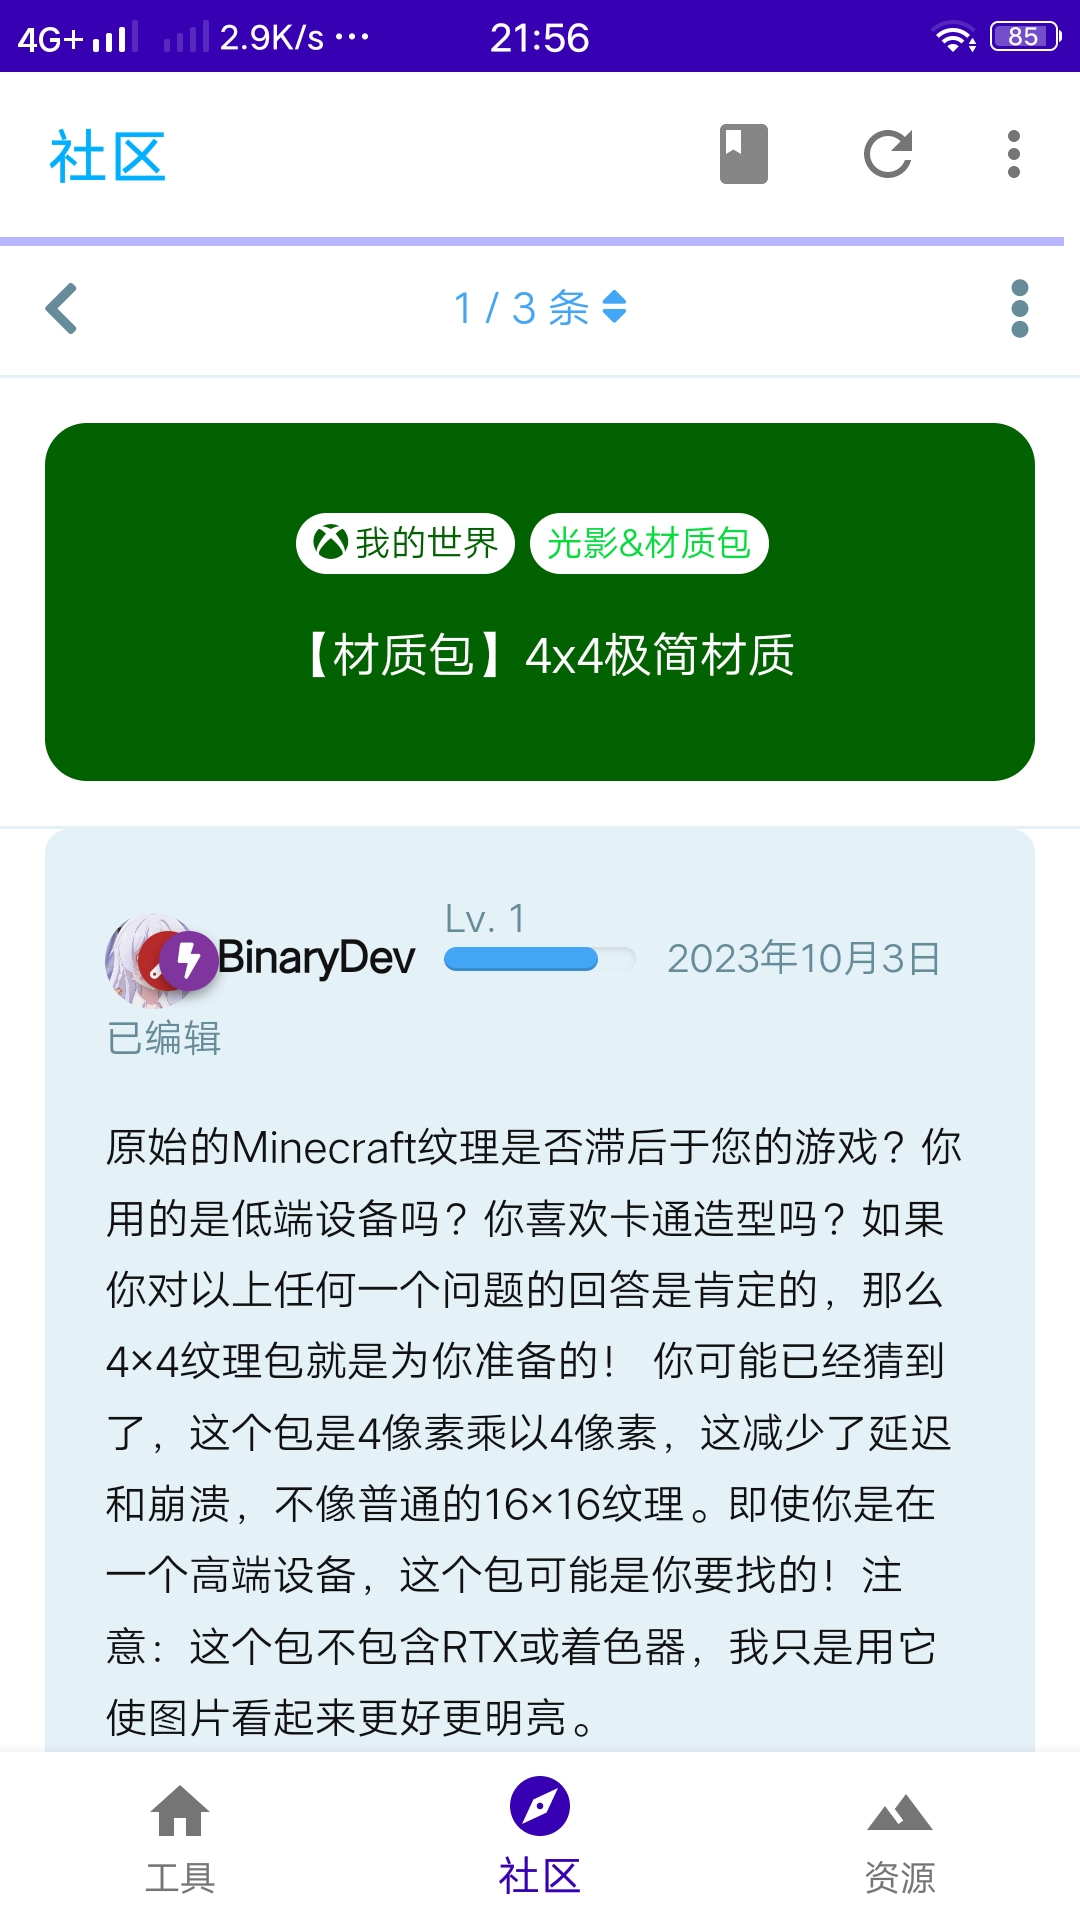 4G+ 2.9K/s ··· 21:56 85
社区
1 / 3 条
我的世界 光影&材质包
【材质包】4x4极简材质
Lv. 1
BinaryDev 2023年10月3日
已编辑
原始的Minecraft纹理是否滞后于您的游戏？你
用的是低端设备吗？你喜欢卡通造型吗？如果
你对以上任何一个问题的回答是肯定的，那么
4×4纹理包就是为你准备的！ 你可能已经猜到
了，这个包是4像素乘以4像素，这减少了延迟
和崩溃，不像普通的16×16纹理。即使你是在
一个高端设备，这个包可能是你要找的！注
意：这个包不包含RTX或着色器，我只是用它
使图片看起来更好更明亮。
工具 社区 资源